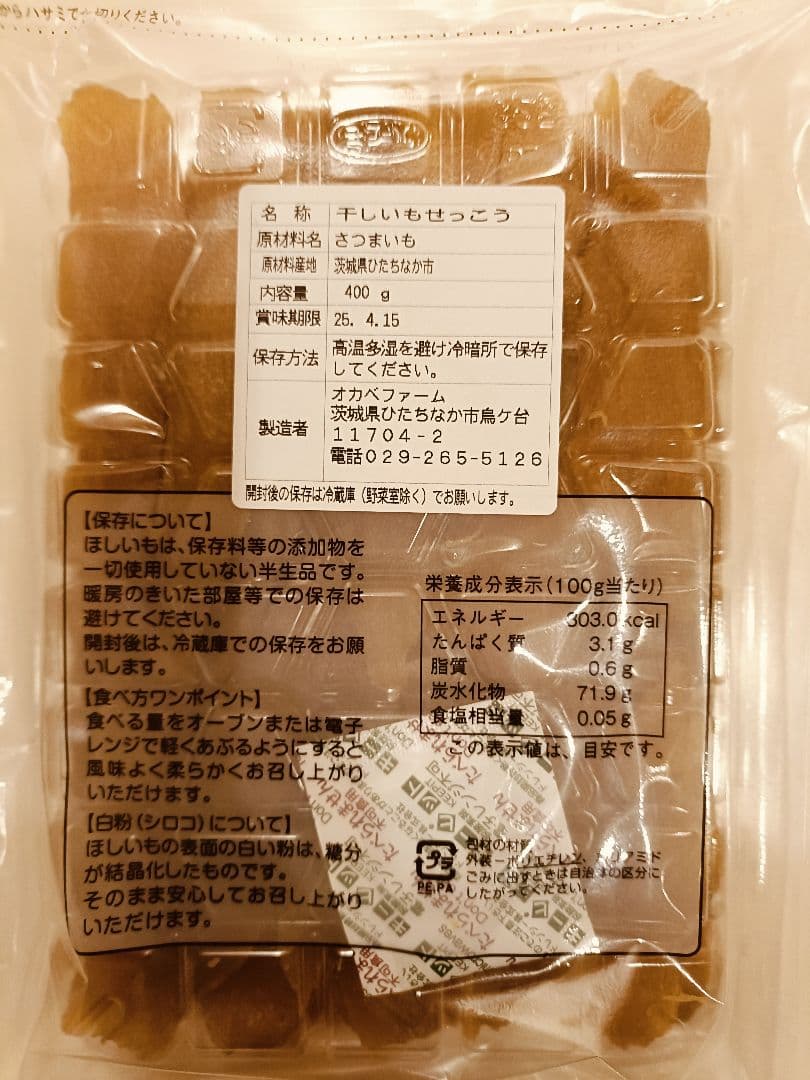 からハサミで切りください。
名称 干しいもせっこう
原材料名 さつまいも
原材料産地 茨城県ひたちなか市
内容量 400 g
賞味期限 25. 4.15
保存方法 高温多湿を避け冷暗所で保存
してください。
製造者 オカベファーム
茨城県ひたちなか市烏ケ台
11704-2
電話029-265-5126
開封後の保存は冷蔵庫（野菜室除く）でお願いします。
【保存について】
ほしいもは、保存料等の添加物を
一切使用していない半生品です。
暖房のきいた部屋等での保存は
避けてください。
開封後は、冷蔵庫での保存をお願
いします。
【食べ方ワンポイント】
食べる量をオーブンまたは電子
レンジで軽くあぶるようにすると
風味よく柔らかくお召し上がり
いただけます。
【白粉（シロコ）について】
ほしいもの表面の白い粉は、糖分
が結晶化したものです。
そのまま安心してお召し上がり
いただけます。
栄養成分表示（100g当たり）
エネルギー 303.0kcal
たんぱく質 3.1g
脂質 0.6g
炭水化物 71.9g
食塩相当量 0.05g
この表示値は、目安です。
プラ
PE,PA
包材の材質
外装－ポリエチレン、ポリアミド
ごみに出すときは自治体の区分に
したがってください。
たべられません